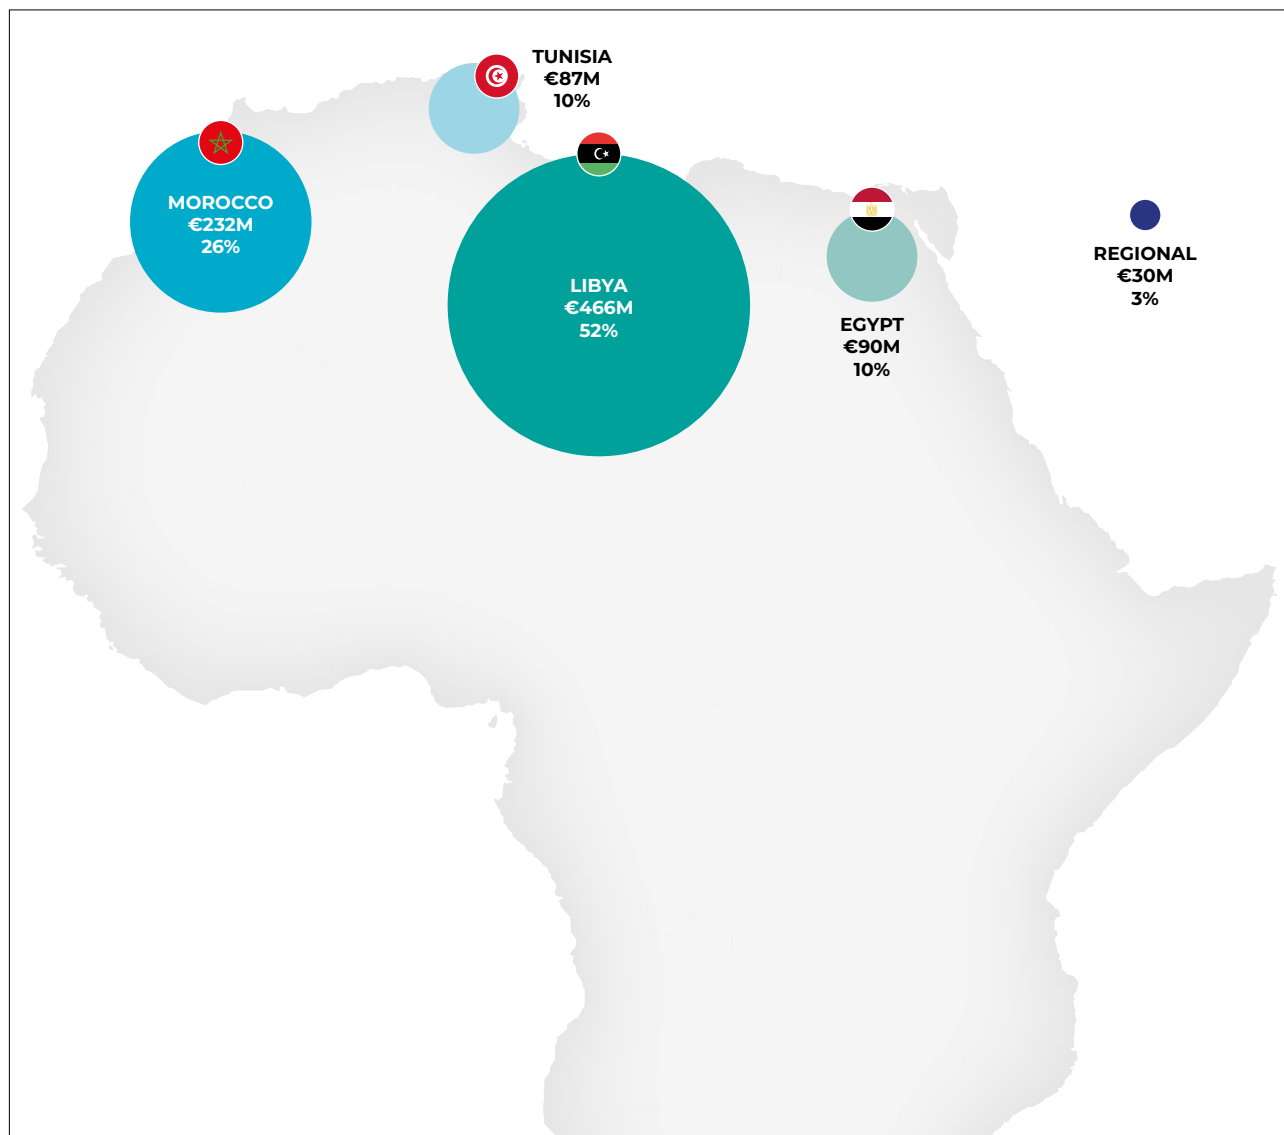 TUNISIA
€87M
10%
MOROCCO
€232M
26%
LIBYA
€466M
52%
EGYPT
€90M
10%
REGIONAL
€30M
3%